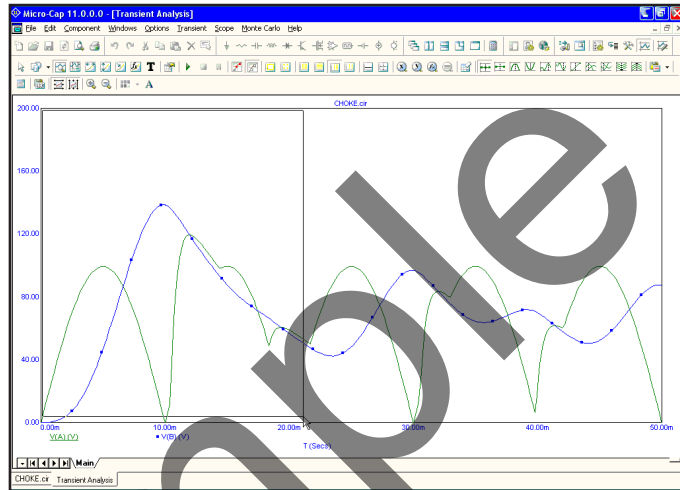 Micro-Cap 11.0.0.0 - [Transient Analysis]
File Edit Component Windows Options Transient Scope Monte Carlo Help
CHOKE.cir
200.00
160.00
120.00
80.00
40.00
0.00
0.00m 10.00m 20.00m 30.00m 40.00m 50.00m
V(A) (V) V(B) (V)
T (Secs)
Main
CHOKE.cir Transient Analysis